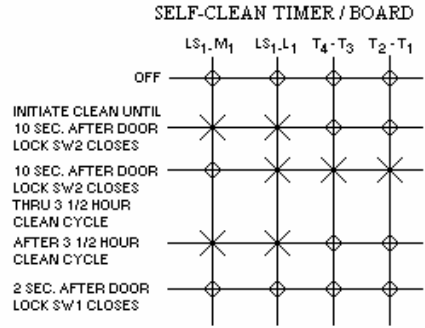 SELF-CLEAN TIMER / BOARD
LS1-M1 LS1-L1 T4-T3 T2-T1
OFF
INITIATE CLEAN UNTIL
10 SEC. AFTER DOOR
LOCK SW2 CLOSES
10 SEC. AFTER DOOR
LOCK SW2 CLOSES
THRU 3 1/2 HOUR
CLEAN CYCLE
AFTER 3 1/2 HOUR
CLEAN CYCLE
2 SEC. AFTER DOOR
LOCK SW1 CLOSES